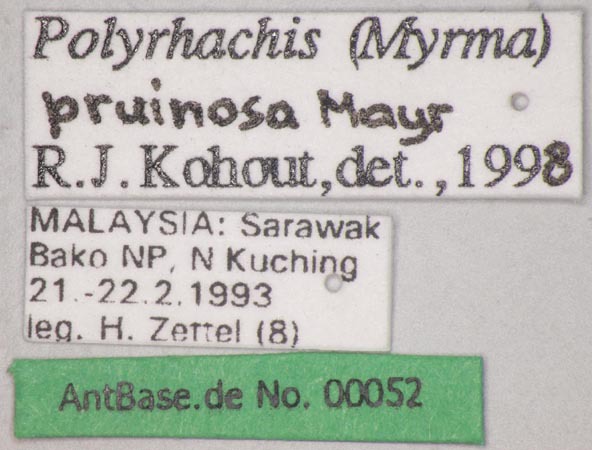 Polyrhachis (Myrma)
pruinosa Mayr
R.J. Kohout, det., 1998
MALAYSIA: Sarawak
Bako NP, N Kuching
21.-22.2.1993
leg. H. Zettel (8)
AntBase.de No. 00052